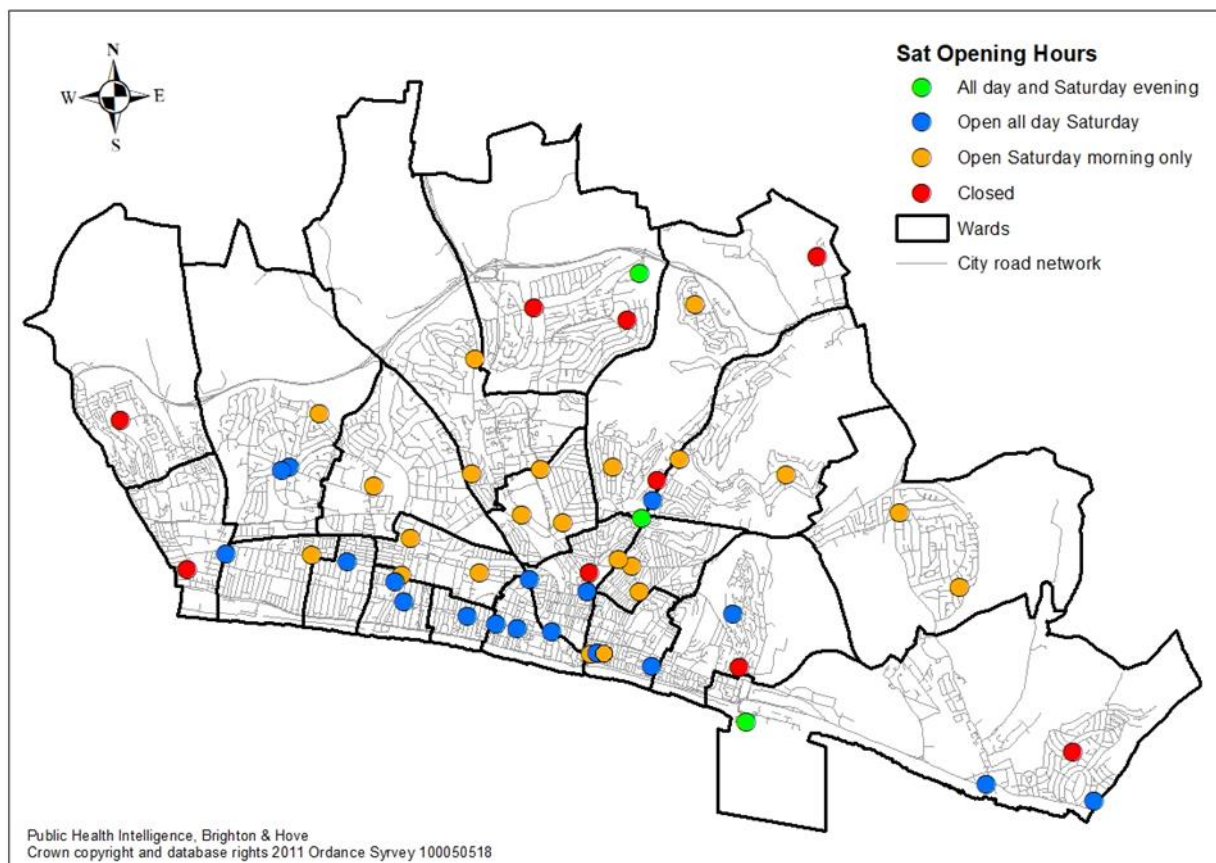 N
W E
S
Sat Opening Hours
All day and Saturday evening
Open all day Saturday
Open Saturday morning only
Closed
Wards
City road network
Public Health Intelligence, Brighton & Hove
Crown copyright and database rights 2011 Ordance Syrvey 100050518